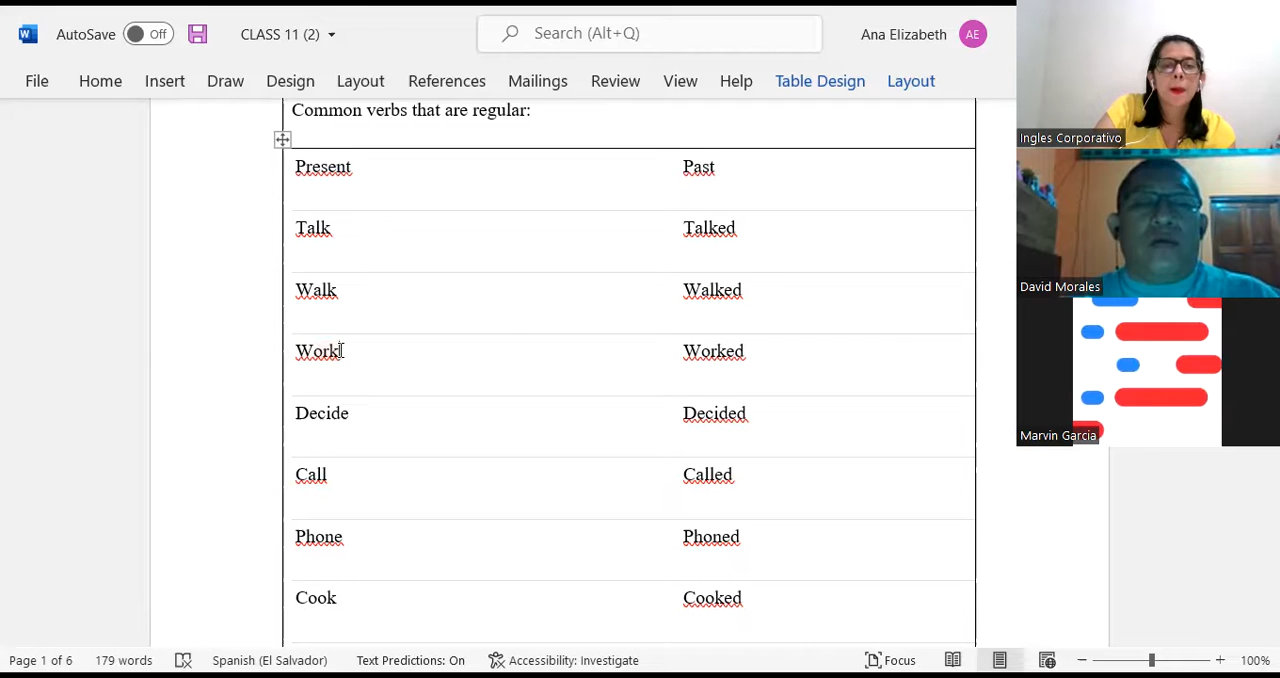 AutoSave Off CLASS 11 (2) Search (Alt+Q) Ana Elizabeth AE
File Home Insert Draw Design Layout References Mailings Review View Help Table Design Layout
Common verbs that are regular:
Present Past
Talk Talked
Walk Walked
Work Worked
Decide Decided
Call Called
Phone Phoned
Cook Cooked
Ingles Corporativo
David Morales
Marvin Garcia
Page 1 of 6 179 words Spanish (El Salvador) Text Predictions: On Accessibility: Investigate Focus 100%